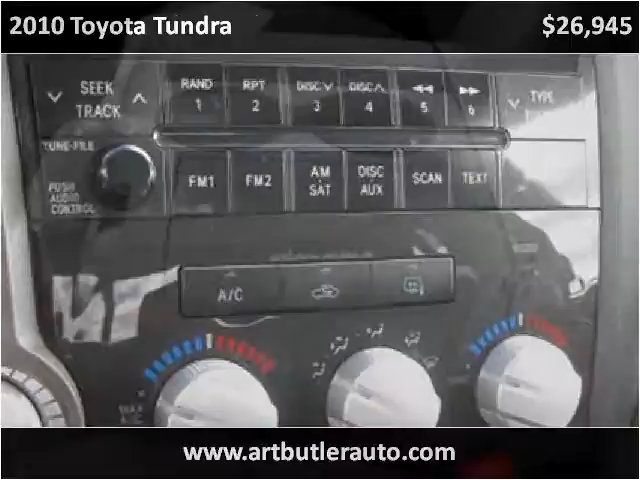 2010 Toyota Tundra $26,945
SEEK TRACK
RAND 1
RPT 2
DISC 3
DISC 4
5
6
TYPE
TUNE•FILE
PUSH AUDIO CONTROL
FM1
FM2
AM SAT
DISC AUX
SCAN
TEXT
A/C
MAX A/C
www.artbutlerauto.com